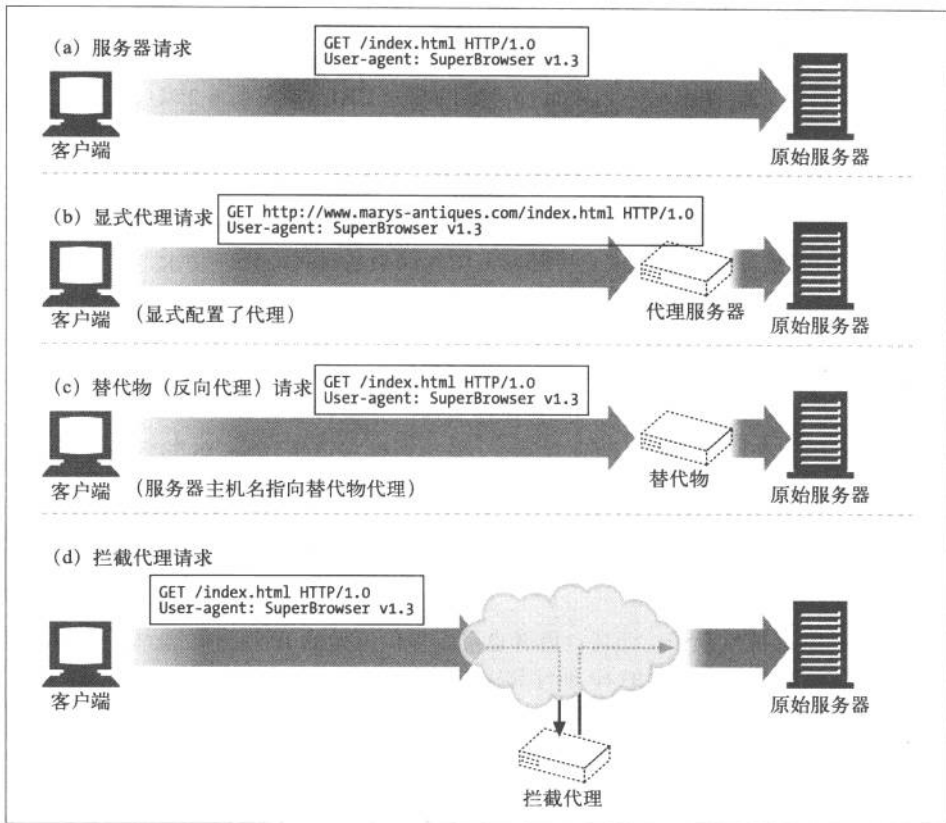 (a) 服务器请求
GET /index.html HTTP/1.0
User-agent: SuperBrowser v1.3
客户端
原始服务器
(b) 显式代理请求
GET http://www.marys-antiques.com/index.html HTTP/1.0
User-agent: SuperBrowser v1.3
客户端
(显式配置了代理)
代理服务器
原始服务器
(c) 替代物(反向代理)请求
GET /index.html HTTP/1.0
User-agent: SuperBrowser v1.3
客户端
(服务器主机名指向替代物代理)
替代物
原始服务器
(d) 拦截代理请求
GET /index.html HTTP/1.0
User-agent: SuperBrowser v1.3
客户端
原始服务器
拦截代理